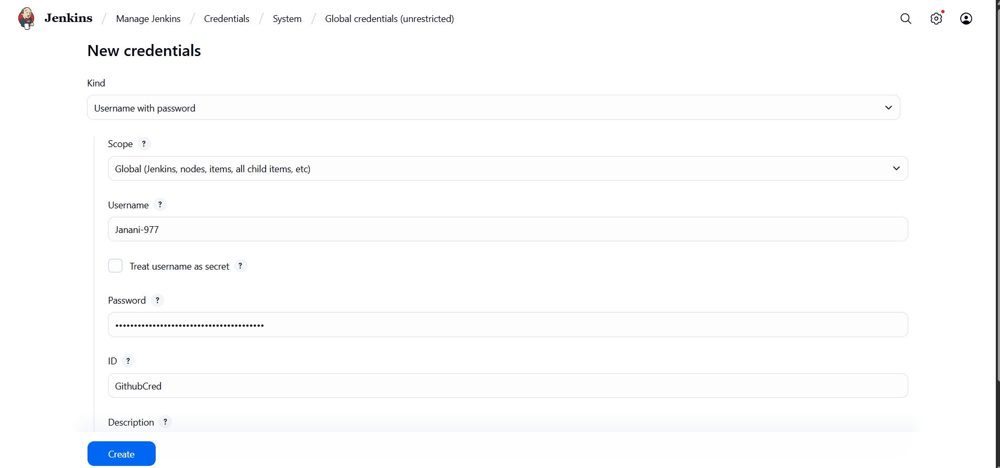 Jenkins / Manage Jenkins / Credentials / System / Global credentials (unrestricted)
New credentials
Kind
Username with password
Scope ?
Global (Jenkins, nodes, items, all child items, etc)
Username ?
Janani-977
Treat username as secret ?
Password ?
••••••••••••••••••••••••••••••••••••••••
ID ?
GithubCred
Description ?
Create